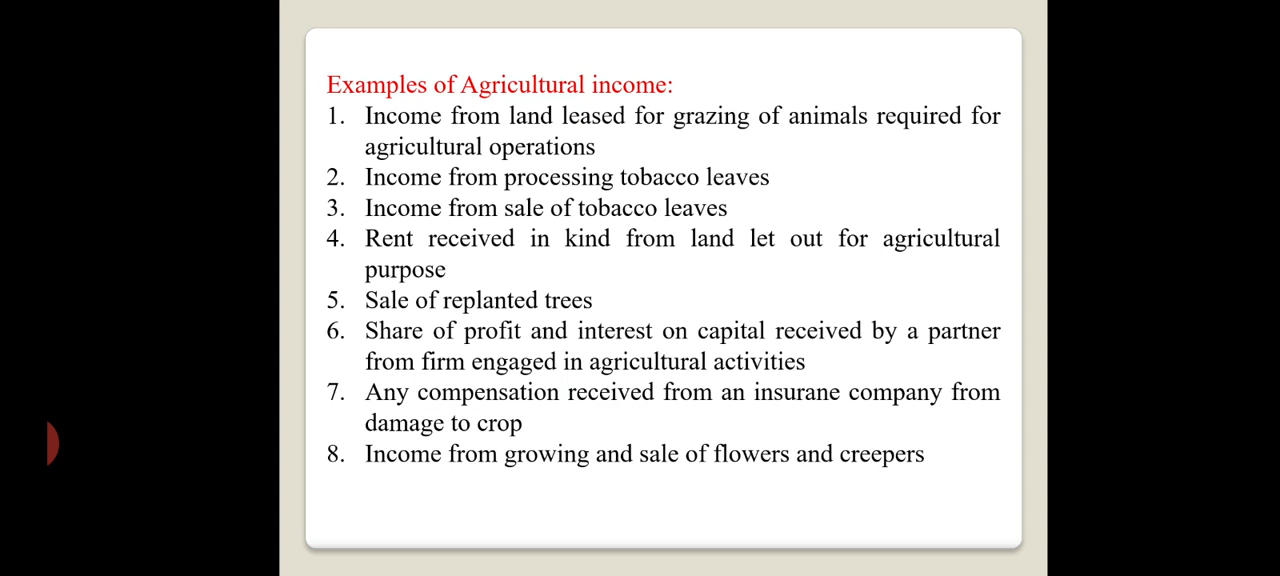 Examples of Agricultural income:
1. Income from land leased for grazing of animals required for
agricultural operations
2. Income from processing tobacco leaves
3. Income from sale of tobacco leaves
4. Rent received in kind from land let out for agricultural
purpose
5. Sale of replanted trees
6. Share of profit and interest on capital received by a partner
from firm engaged in agricultural activities
7. Any compensation received from an insurane company from
damage to crop
8. Income from growing and sale of flowers and creepers